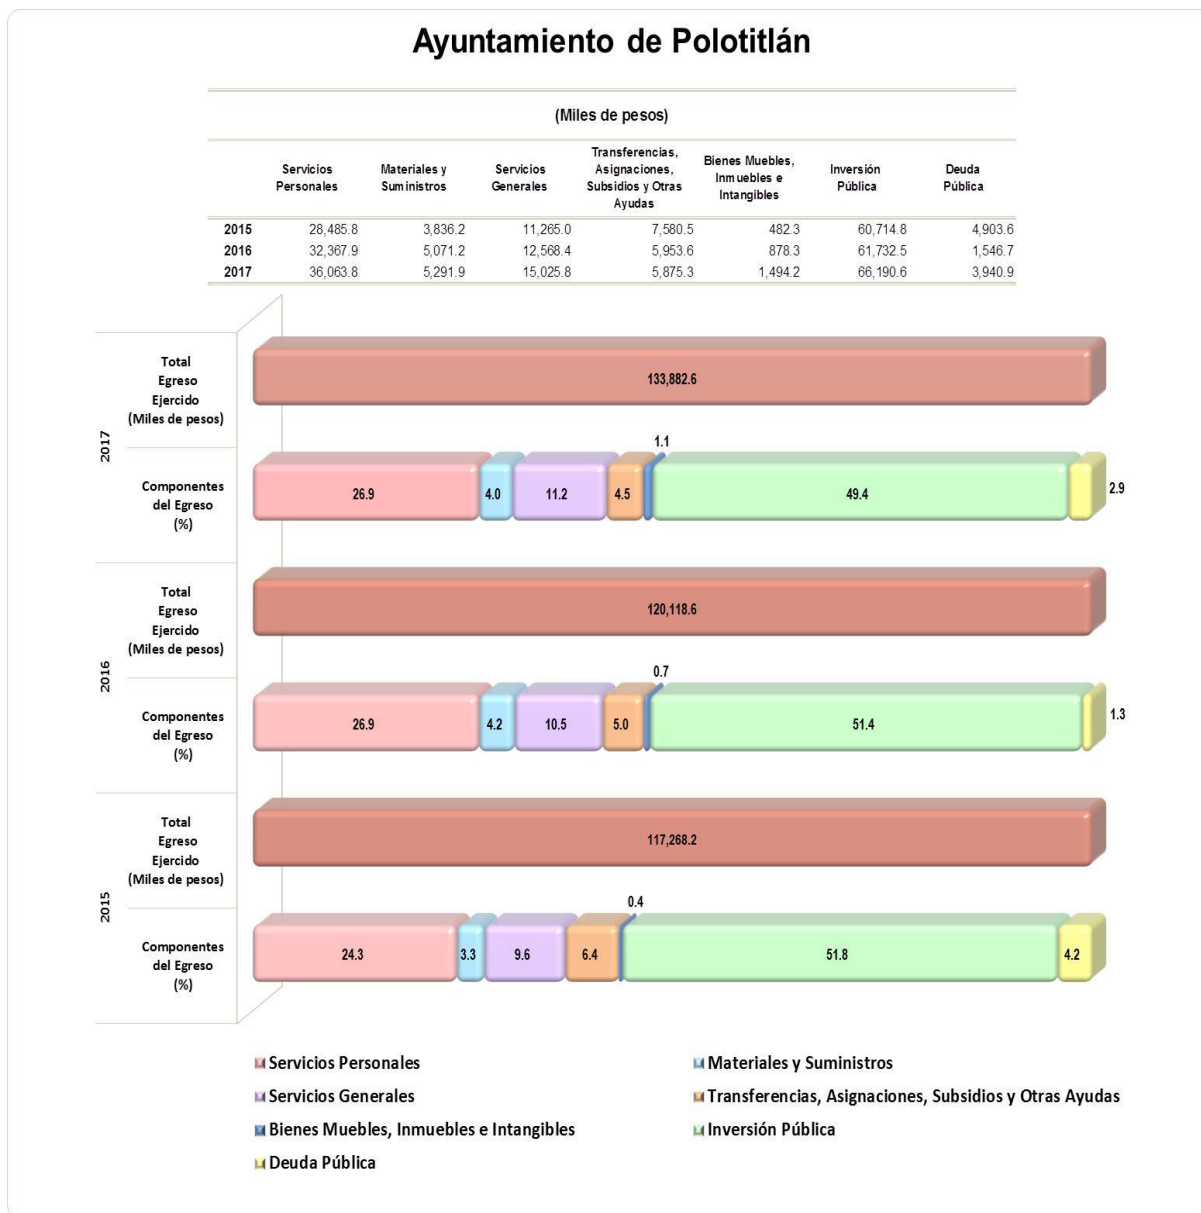 Ayuntamiento de Polotitlán
(Miles de pesos)
Servicios Personales Materiales y Suministros Servicios Generales Transferencias, Asignaciones, Subsidios y Otras Ayudas Bienes Muebles, Inmuebles e Intangibles Inversión Pública Deuda Pública
2015 28,485.8 3,836.2 11,265.0 7,580.5 482.3 60,714.8 4,903.6
2016 32,367.9 5,071.2 12,568.4 5,953.6 878.3 61,732.5 1,546.7
2017 36,063.8 5,291.9 15,025.8 5,875.3 1,494.2 66,190.6 3,940.9
2017
Total
Egreso
Ejercido
(Miles de pesos)
133,882.6
Componentes
del Egreso
(%)
1.1
26.9 4.0 11.2 4.5 49.4 2.9
2016
Total
Egreso
Ejercido
(Miles de pesos)
120,118.6
Componentes
del Egreso
(%)
0.7
26.9 4.2 10.5 5.0 51.4 1.3
2015
Total
Egreso
Ejercido
(Miles de pesos)
117,268.2
Componentes
del Egreso
(%)
0.4
24.3 3.3 9.6 6.4 51.8 4.2
Servicios Personales
Materiales y Suministros
Servicios Generales
Transferencias, Asignaciones, Subsidios y Otras Ayudas
Bienes Muebles, Inmuebles e Intangibles
Inversión Pública
Deuda Pública